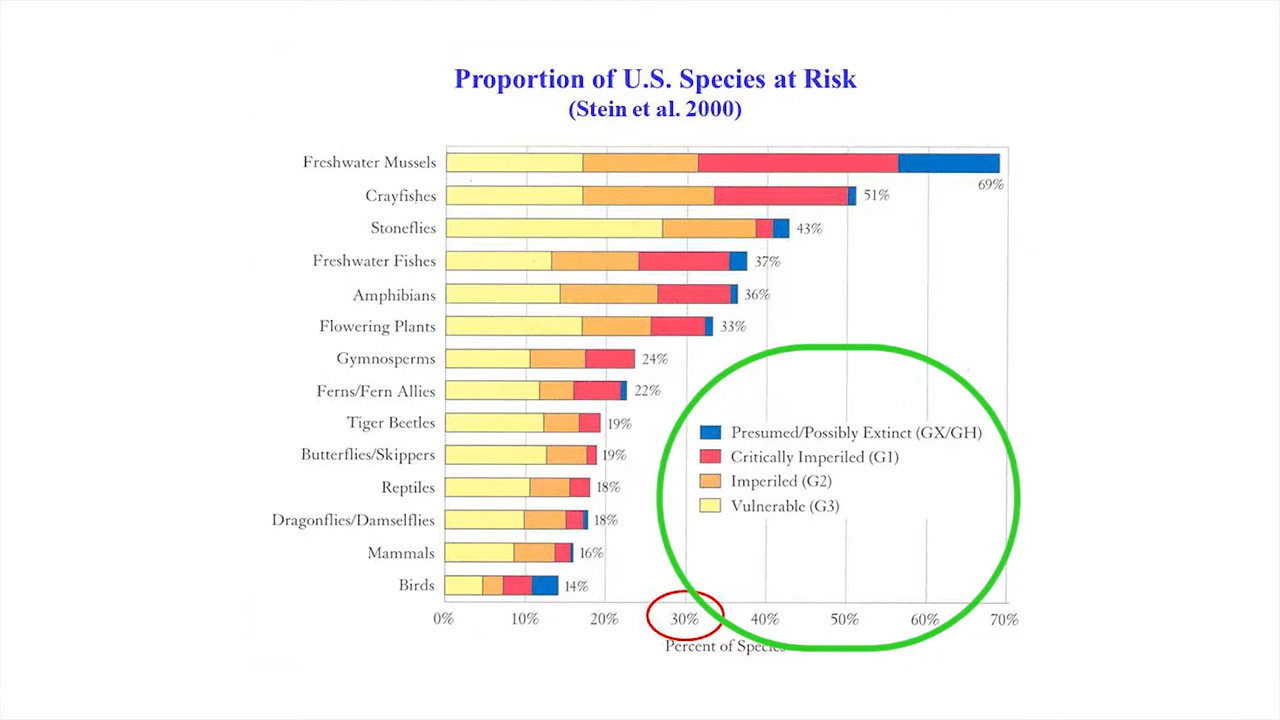 Proportion of U.S. Species at Risk
(Stein et al. 2000)
Freshwater Mussels
69%
Crayfishes 51%
Stoneflies 43%
Freshwater Fishes 37%
Amphibians 36%
Flowering Plants 33%
Gymnosperms 24%
Ferns/Fern Allies 22%
Tiger Beetles 19%
Butterflies/Skippers 19%
Reptiles 18%
Dragonflies/Damselflies 18%
Mammals 16%
Birds 14%
Presumed/Possibly Extinct (GX/GH)
Critically Imperiled (G1)
Imperiled (G2)
Vulnerable (G3)
0% 10% 20% 30% 40% 50% 60% 70%
Percent of Species